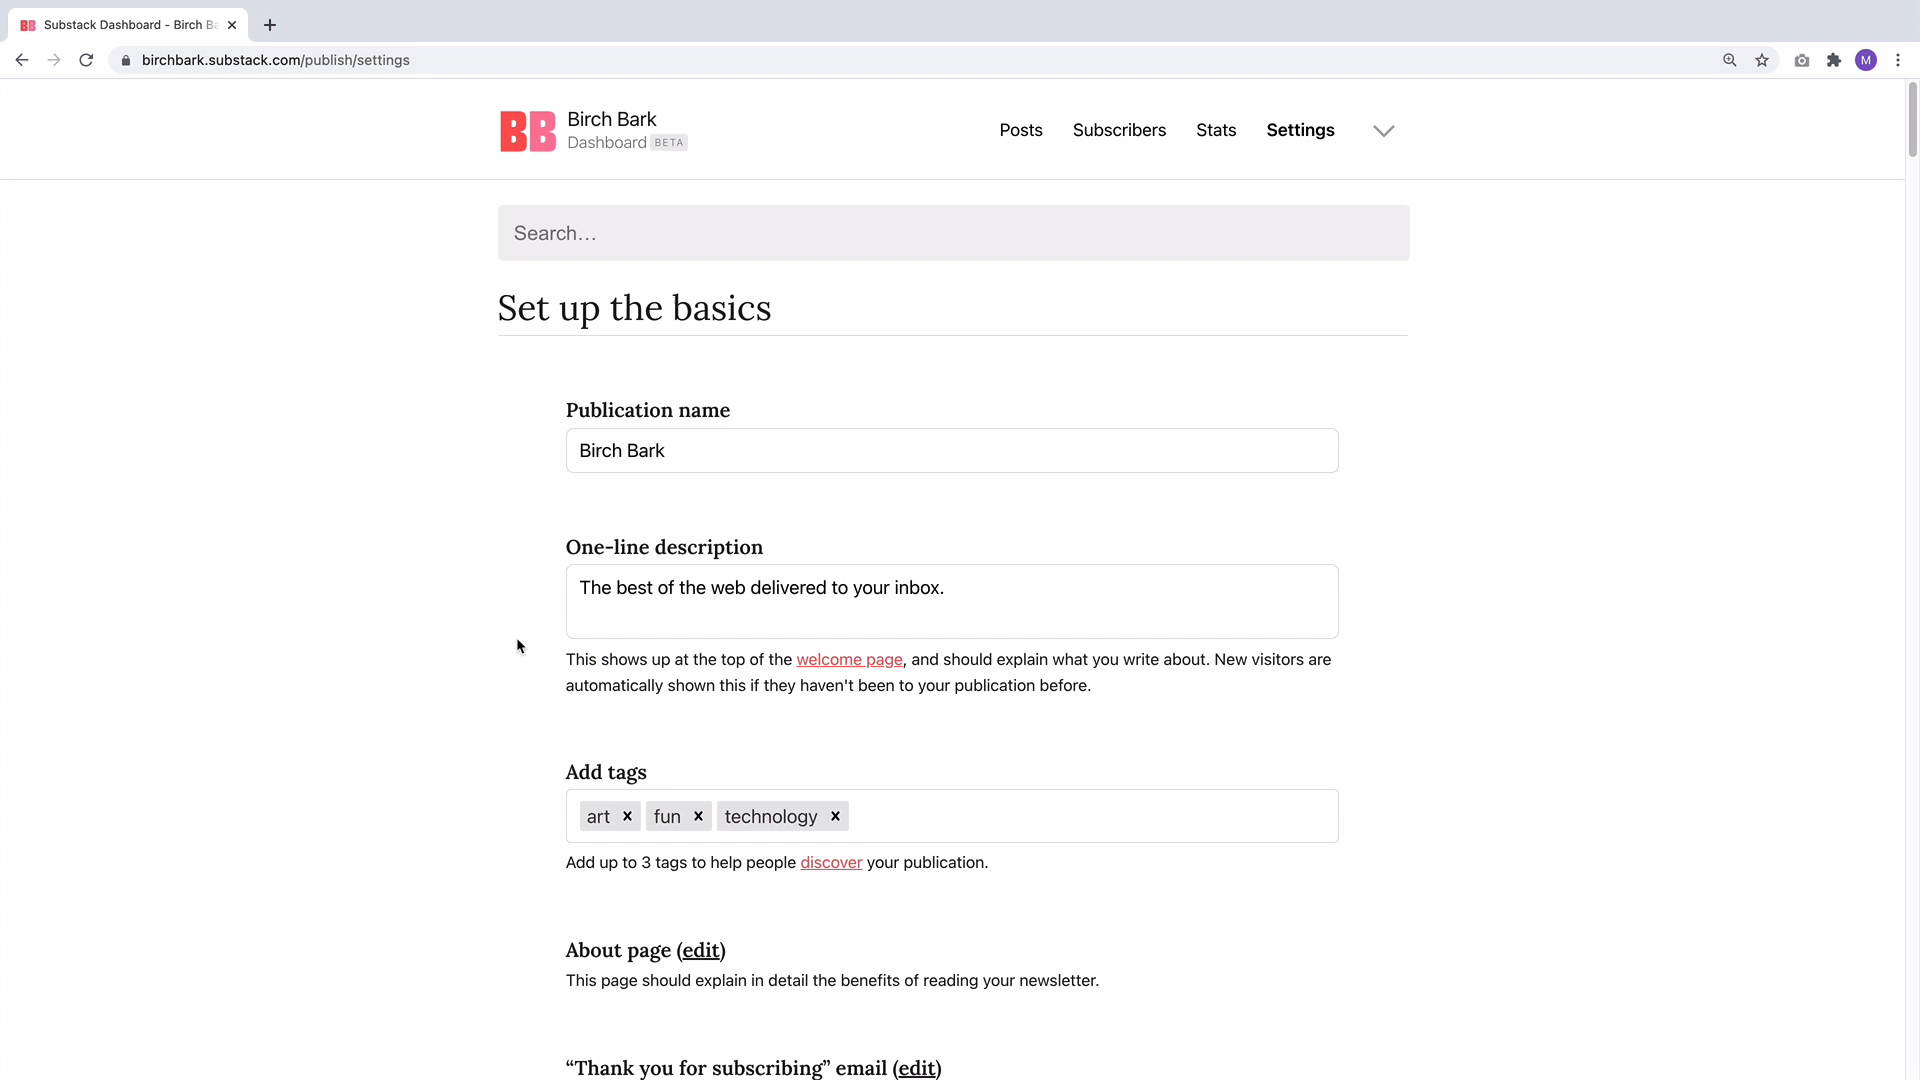 Substack Dashboard - Birch Ba
birchbark.substack.com/publish/settings
M
BB
Birch Bark
Dashboard BETA
Posts Subscribers Stats Settings
Search…
Set up the basics
Publication name
Birch Bark
One-line description
The best of the web delivered to your inbox.
This shows up at the top of the welcome page, and should explain what you write about. New visitors are
automatically shown this if they haven't been to your publication before.
Add tags
art × fun × technology ×
Add up to 3 tags to help people discover your publication.
About page (edit)
This page should explain in detail the benefits of reading your newsletter.
“Thank you for subscribing” email (edit)